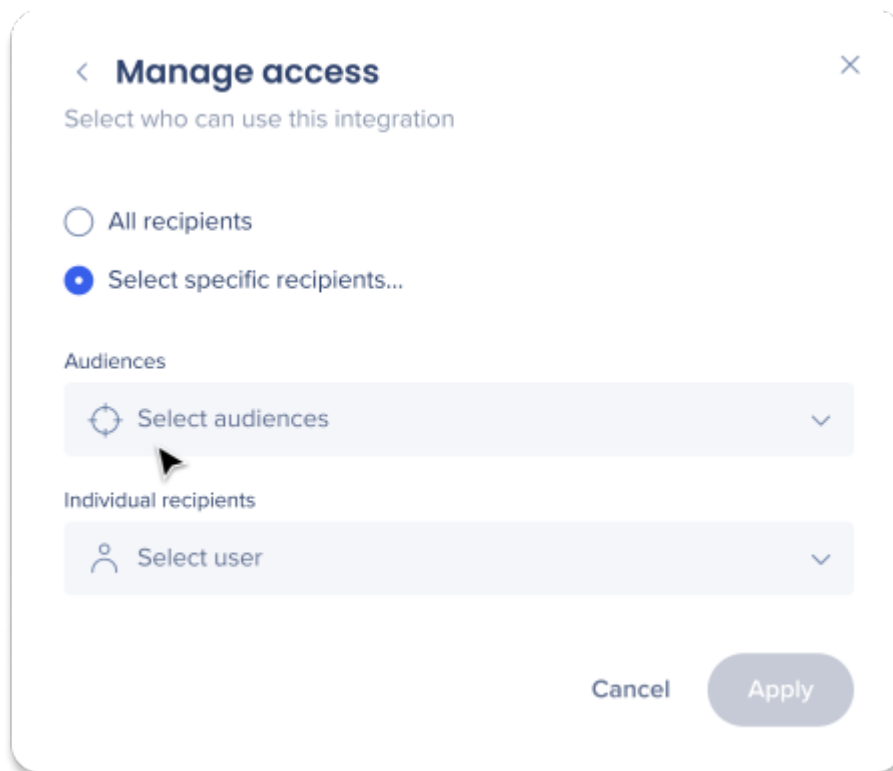 Manage access
Select who can use this integration
All recipients
Select specific recipients...
Audiences
Select audiences
Individual recipients
Select user
Cancel
Apply